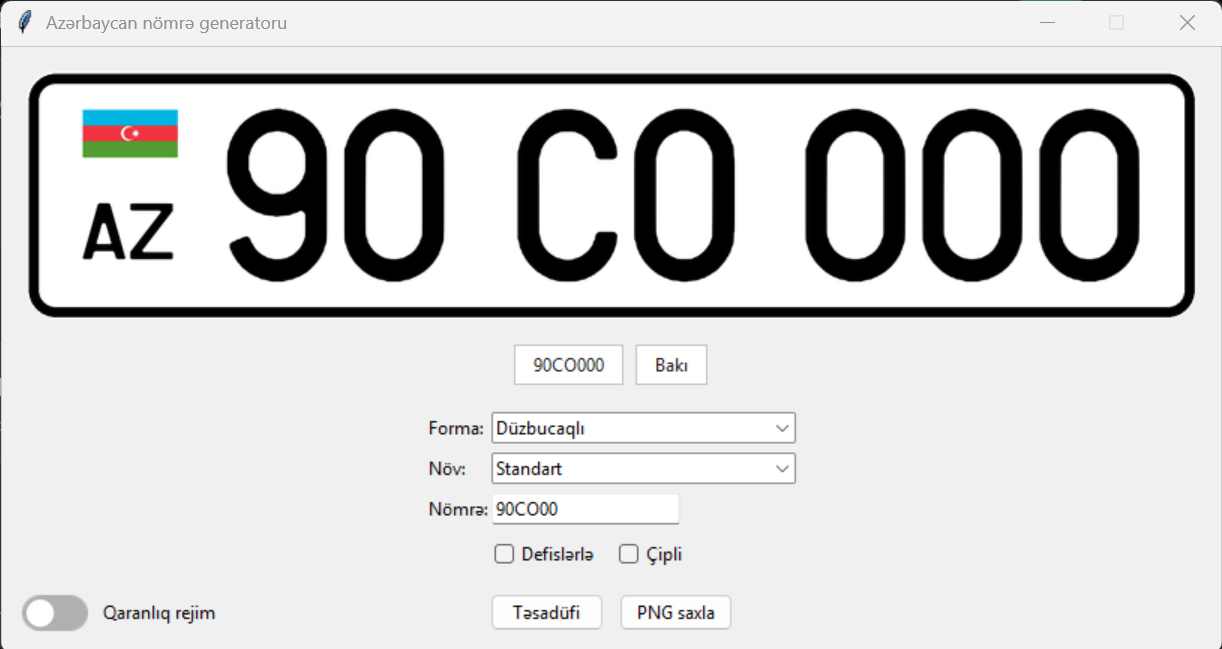 Azərbaycan nömrə generatoru
90 CO 000
AZ
90CO000 Bakı
Forma: Düzbucaqlı
Növ: Standart
Nömrə: 90CO00
Defislərlə Çipli
Qaranlıq rejim Təsadüfi PNG saxla